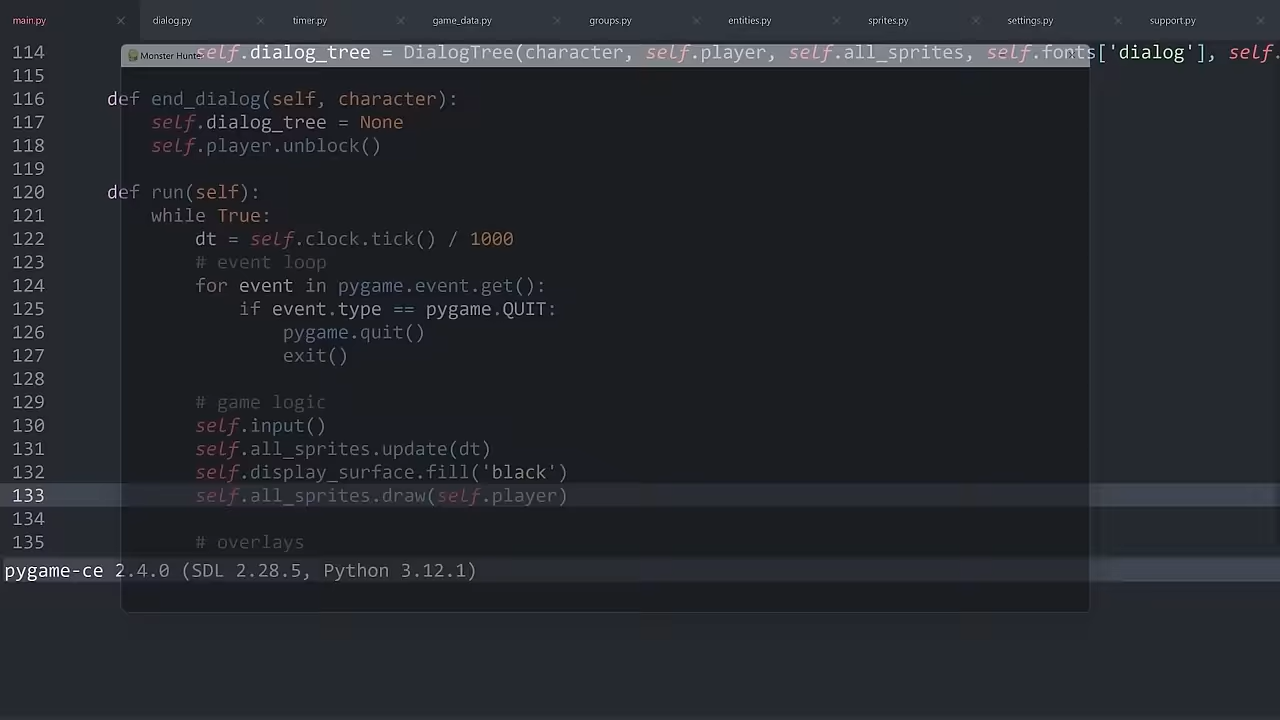 main.py dialog.py timer.py game_data.py groups.py entities.py sprites.py settings.py support.py
Monster Hunter
114 self.dialog_tree = DialogTree(character, self.player, self.all_sprites, self.fonts['dialog'], self.
115
116 def end_dialog(self, character):
117 self.dialog_tree = None
118 self.player.unblock()
119
120 def run(self):
121 while True:
122 dt = self.clock.tick() / 1000
123 # event loop
124 for event in pygame.event.get():
125 if event.type == pygame.QUIT:
126 pygame.quit()
127 exit()
128
129 # game logic
130 self.input()
131 self.all_sprites.update(dt)
132 self.display_surface.fill('black')
133 self.all_sprites.draw(self.player)
134
135 # overlays
pygame-ce 2.4.0 (SDL 2.28.5, Python 3.12.1)